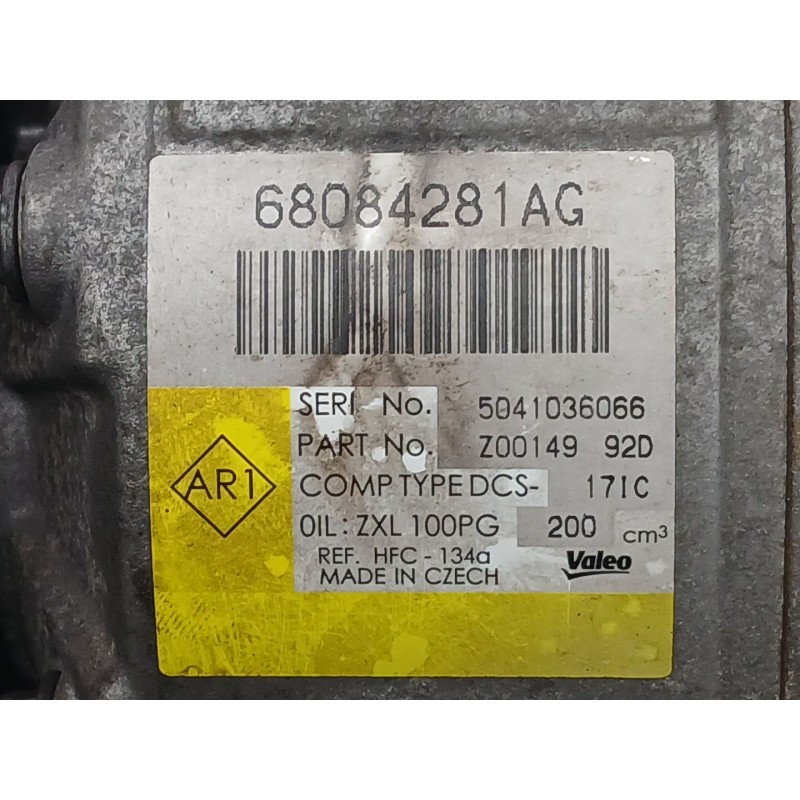 68084281AG
SERI No. 5041036066
PART No. Z00149 92D
AR1
COMP TYPE DCS- 171C
OIL: ZXL 100PG 200 cm³
REF. HFC - 134a
MADE IN CZECH
Valeo